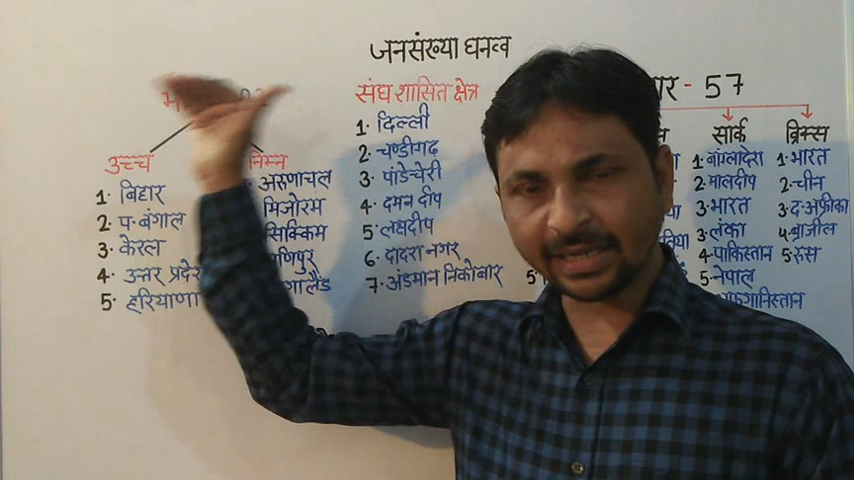 जनसंख्या घनत्व
संघ शासित क्षेत्र
1. दिल्ली
2. चण्डीगढ़
3. पांडेचेरी
4. दमन दीप
5. लक्षदीप
6. दादरा नगर
7. अंडमान निकोबार
उच्च
1. बिहार
2. प. बंगाल
3. केरल
4. उत्तर प्रदेश
5. हरियाणा
निम्न
अरुणाचल
मिजोरम
सिक्किम
- 57
सार्क
1. बांग्लादेश
2. मालदीप
3. भारत
3. लंका
4. पाकिस्तान
5. नेपाल
ब्रिक्स
1. भारत
2. चीन
3. द. अफ्रीका
4. ब्राजील
5. रूस